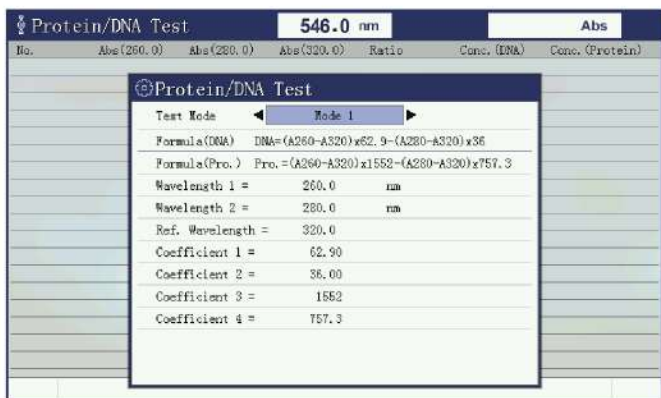 Protein/DNA Test 546.0 nm Abs
No. Abs(260.0) Abs(280.0) Abs(320.0) Ratio Conc. (DNA) Conc. (Protein)
Protein/DNA Test
Test Mode Mode 1
Formula(DNA) DNA=(A260-A320)x62.9-(A280-A320)x36
Formula(Pro.) Pro.=(A260-A320)x1552-(A280-A320)x757.3
Wavelength 1 = 260.0 nm
Wavelength 2 = 280.0 nm
Ref. Wavelength = 320.0
Coefficient 1 = 62.90
Coefficient 2 = 36.00
Coefficient 3 = 1552
Coefficient 4 = 757.3